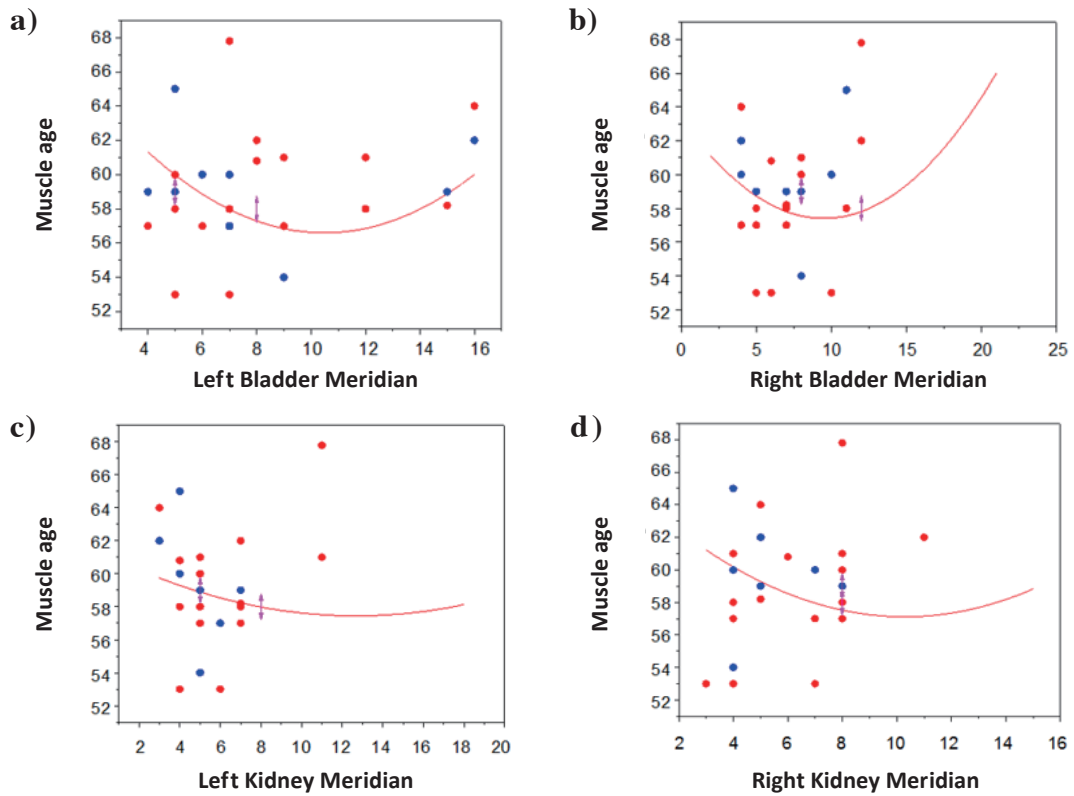 a)
68
66
64
62
60
58
56
54
52
Muscle age
4 6 8 10 12 14 16
Left Bladder Meridian
b)
68
66
64
62
60
58
56
54
52
Muscle age
0 5 10 15 20 25
Right Bladder Meridian
c)
68
66
64
62
60
58
56
54
52
Muscle age
2 4 6 8 10 12 14 16 18 20
Left Kidney Meridian
d)
68
66
64
62
60
58
56
54
52
Muscle age
2 4 6 8 10 12 14 16
Right Kidney Meridian